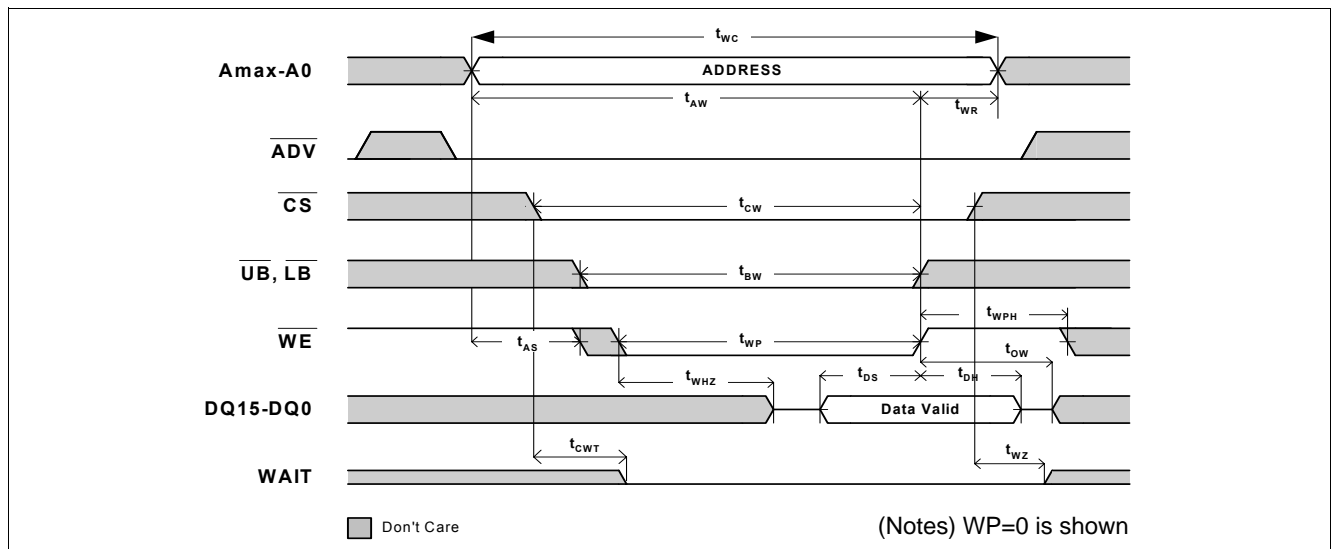 tWC
Amax-A0 ADDRESS
tAW tWR
ADV
CS tCW
UB, LB tBW
tWPH
WE tAS tWP
tOW
tWHZ tDS tDH
DQ15-DQ0 Data Valid
tCWT tWZ
WAIT
Don't Care (Notes) WP=0 is shown